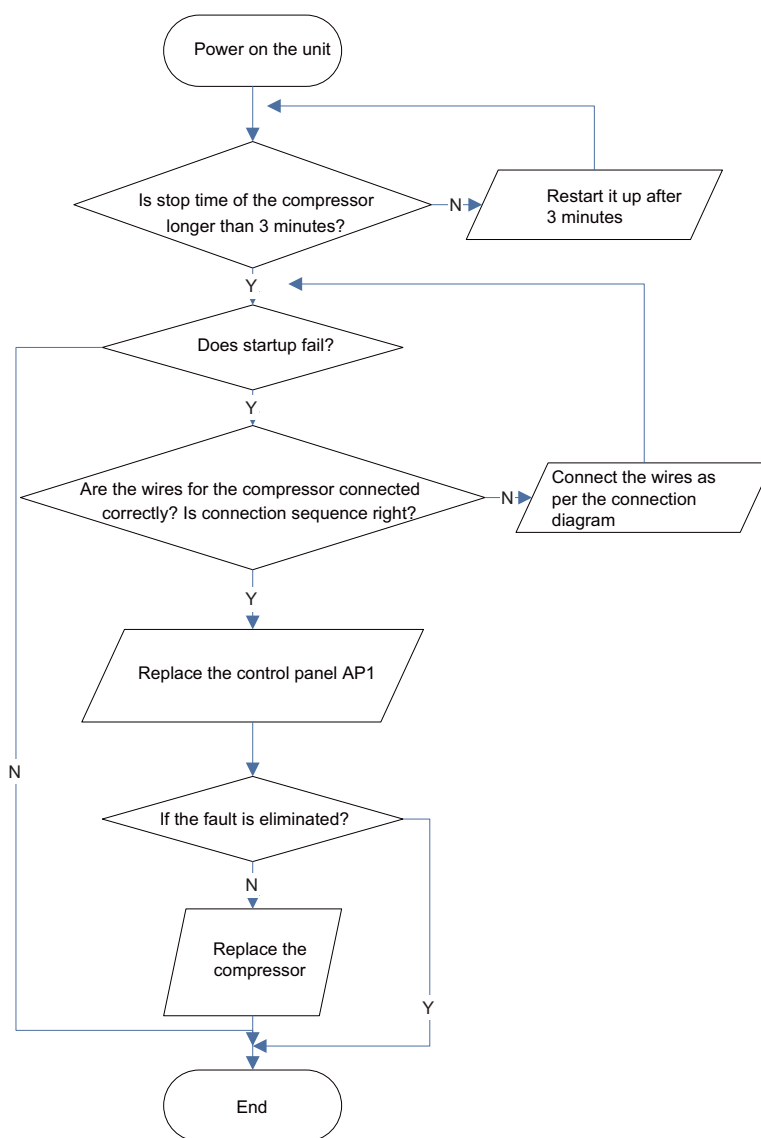 Power on the unit
Is stop time of the compressor
longer than 3 minutes?
N
Restart it up after
3 minutes
Y
Does startup fail?
Y
Are the wires for the compressor connected
correctly? Is connection sequence right?
N
Connect the wires as
per the connection
diagram
Y
Replace the control panel AP1
N
If the fault is eliminated?
N
Replace the
compressor
Y
End